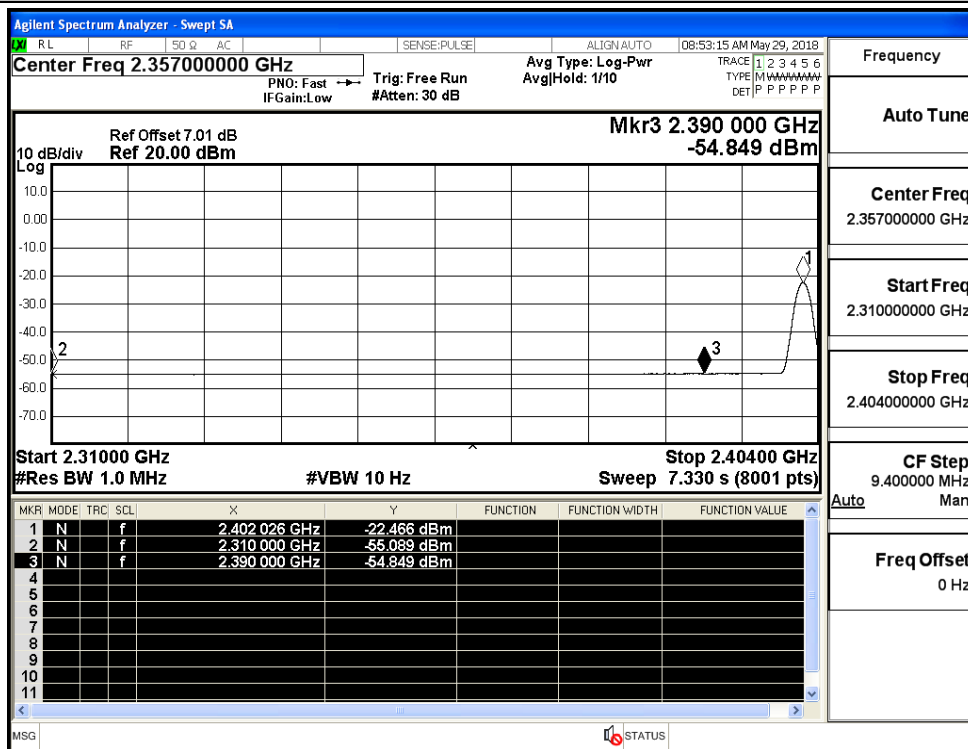 Agilent Spectrum Analyzer - Swept SA
LXI RL RF 50 Ω AC SENSE:PULSE ALIGN AUTO 08:53:15 AM May 29, 2018
Center Freq 2.357000000 GHz
PNO: Fast
IFGain:Low
Trig: Free Run
#Atten: 30 dB
Avg Type: Log-Pwr
Avg|Hold: 1/10
TRACE 1 2 3 4 5 6
TYPE M WWWWW
DET P P P P P P
Ref Offset 7.01 dB
10 dB/div Ref 20.00 dBm
Log
Mkr3 2.390 000 GHz
-54.849 dBm
10.0
0.00
-10.0
-20.0
-30.0
-40.0
-50.0
-60.0
-70.0
1
2
3
Start 2.31000 GHz Stop 2.40400 GHz
#Res BW 1.0 MHz #VBW 10 Hz Sweep 7.330 s (8001 pts)
MKR MODE TRC SCL X Y FUNCTION FUNCTION WIDTH FUNCTION VALUE
1 N f 2.402 026 GHz -22.466 dBm
2 N f 2.310 000 GHz -55.089 dBm
3 N f 2.390 000 GHz -54.849 dBm
4
5
6
7
8
9
10
11
MSG STATUS
Frequency
Auto Tune
Center Freq
2.357000000 GHz
Start Freq
2.310000000 GHz
Stop Freq
2.404000000 GHz
CF Step
9.400000 MHz
Auto Man
Freq Offset
0 Hz